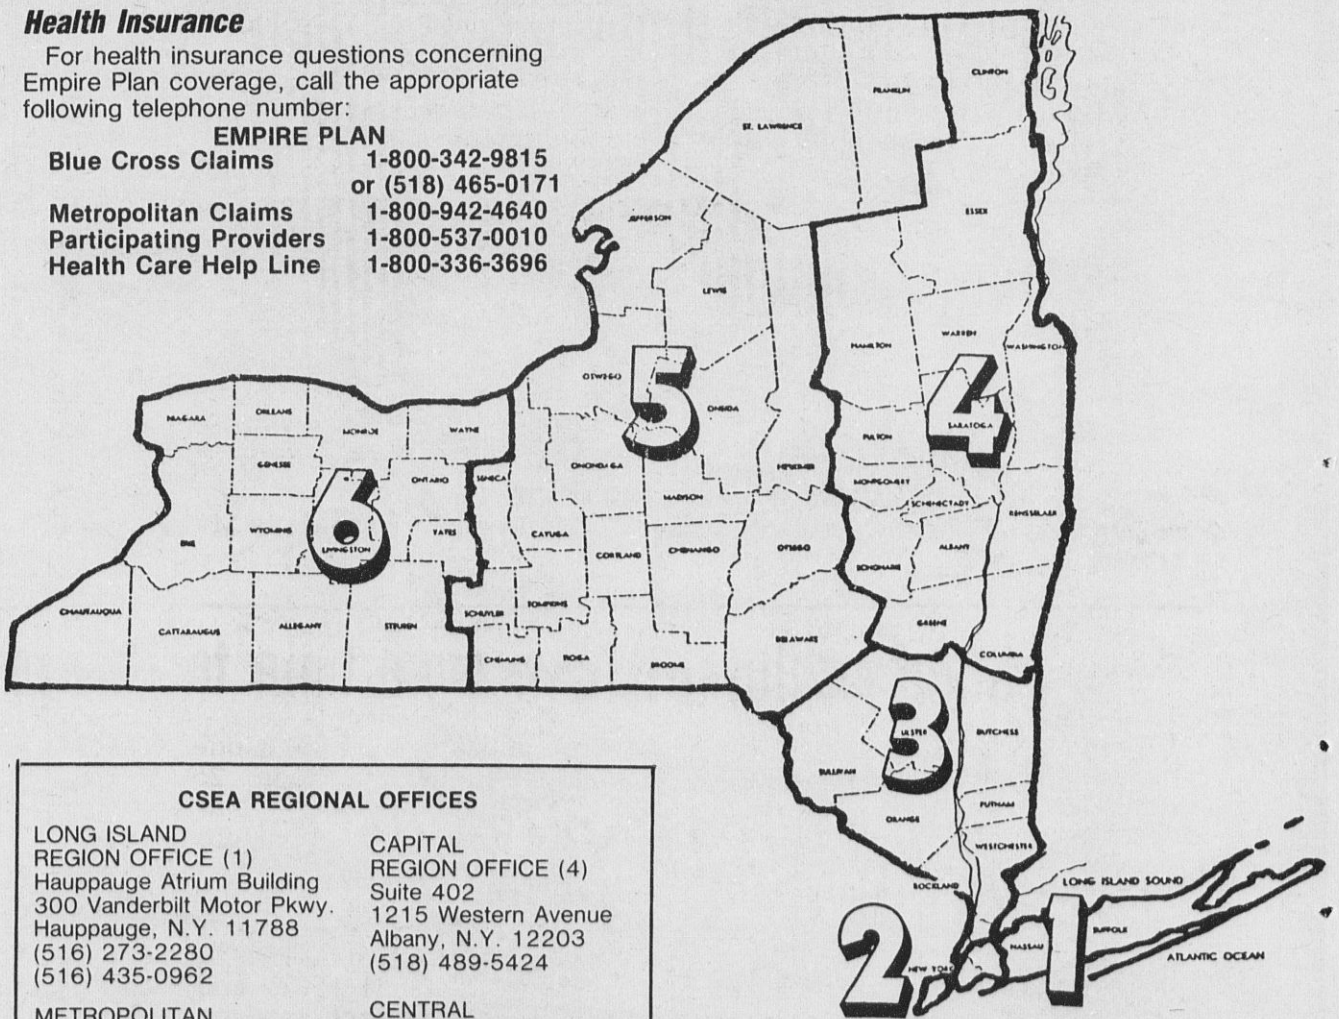 Health Insurance
For health insurance questions concerning
Empire Plan coverage, call the appropriate
following telephone number:
EMPIRE PLAN
Blue Cross Claims 1-800-342-9815
or (518) 465-0171
Metropolitan Claims 1-800-942-4640
Participating Providers 1-800-537-0010
Health Care Help Line 1-800-336-3696
CLINTON
FRANKLIN
ST. LAWRENCE
ESSEX
JEFFERSON
LEWIS
WARREN
HAMILTON
WASHINGTON
5
4
OSWEGO
ONEIDA
SARATOGA
NIAGARA
ORLEANS
MONROE
WAYNE
FULTON
GENESEE
ONTARIO
SENECA
ONONDAGA
HERKIMER
MONTGOMERY
MADISON
SCHENECTADY
RENSSELAER
6
WYOMING
YATES
CAYUGA
ERIE
LIVINGSTON
CORTLAND
CHENANGO
OTSEGO
ALBANY
SCHOHARIE
CHAUTAUQUA
CATTARAUGUS
ALLEGANY
STEUBEN
SCHUYLER
TOMPKINS
GREENE
DELAWARE
CHEMUNG
TIOGA
BROOME
COLUMBIA
3
ULSTER
DUTCHESS
SULLIVAN
PUTNAM
ORANGE
WESTCHESTER
ROCKLAND
LONG ISLAND SOUND
2
1
SUFFOLK
NASSAU
NEW YORK
ATLANTIC OCEAN
CSEA REGIONAL OFFICES
LONG ISLAND
REGION OFFICE (1)
Hauppauge Atrium Building
300 Vanderbilt Motor Pkwy.
Hauppauge, N.Y. 11788
(516) 273-2280
(516) 435-0962
METROPOLITAN
CAPITAL
REGION OFFICE (4)
Suite 402
1215 Western Avenue
Albany, N.Y. 12203
(518) 489-5424
CENTRAL